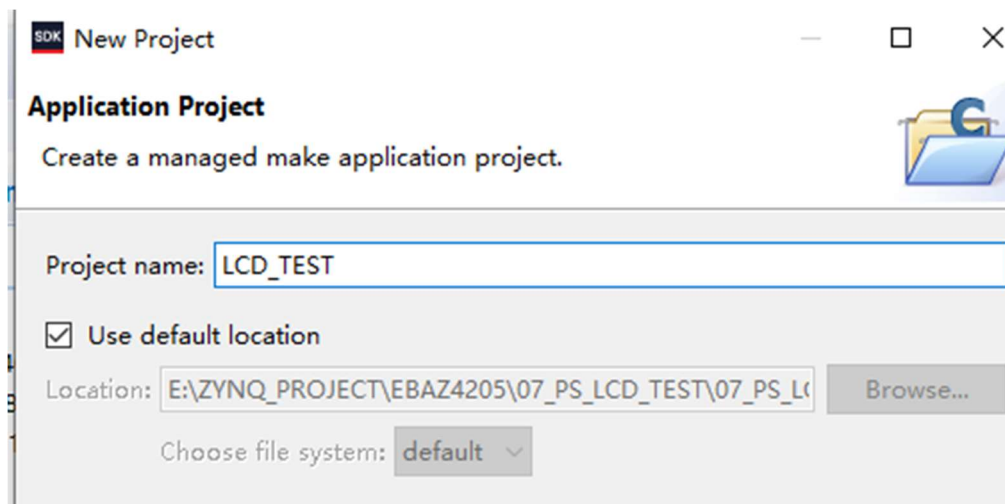 SDK New Project
Application Project
Create a managed make application project.
Project name: LCD_TEST
Use default location
Location: E:\ZYNQ_PROJECT\EBAZ4205\07_PS_LCD_TEST\07_PS_L Browse...
Choose file system: default